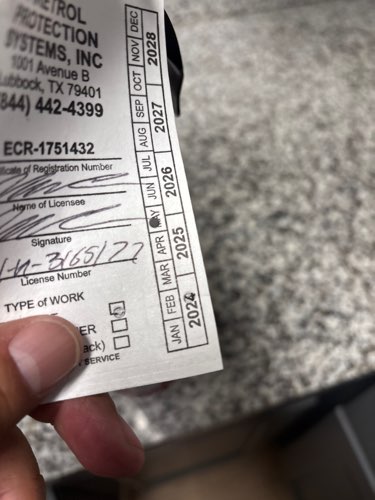 PETROL
PROTECTION
SYSTEMS, INC
1001 Avenue B
Lubbock, TX 79401
(844) 442-4399
ECR-1751432
Certificate of Registration Number
Name of Licensee
Signature
License Number
TYPE of WORK
SERVICE
JAN FEB MAR APR MAY JUN JUL AUG SEP OCT NOV DEC
2024 2025 2026 2027 2028